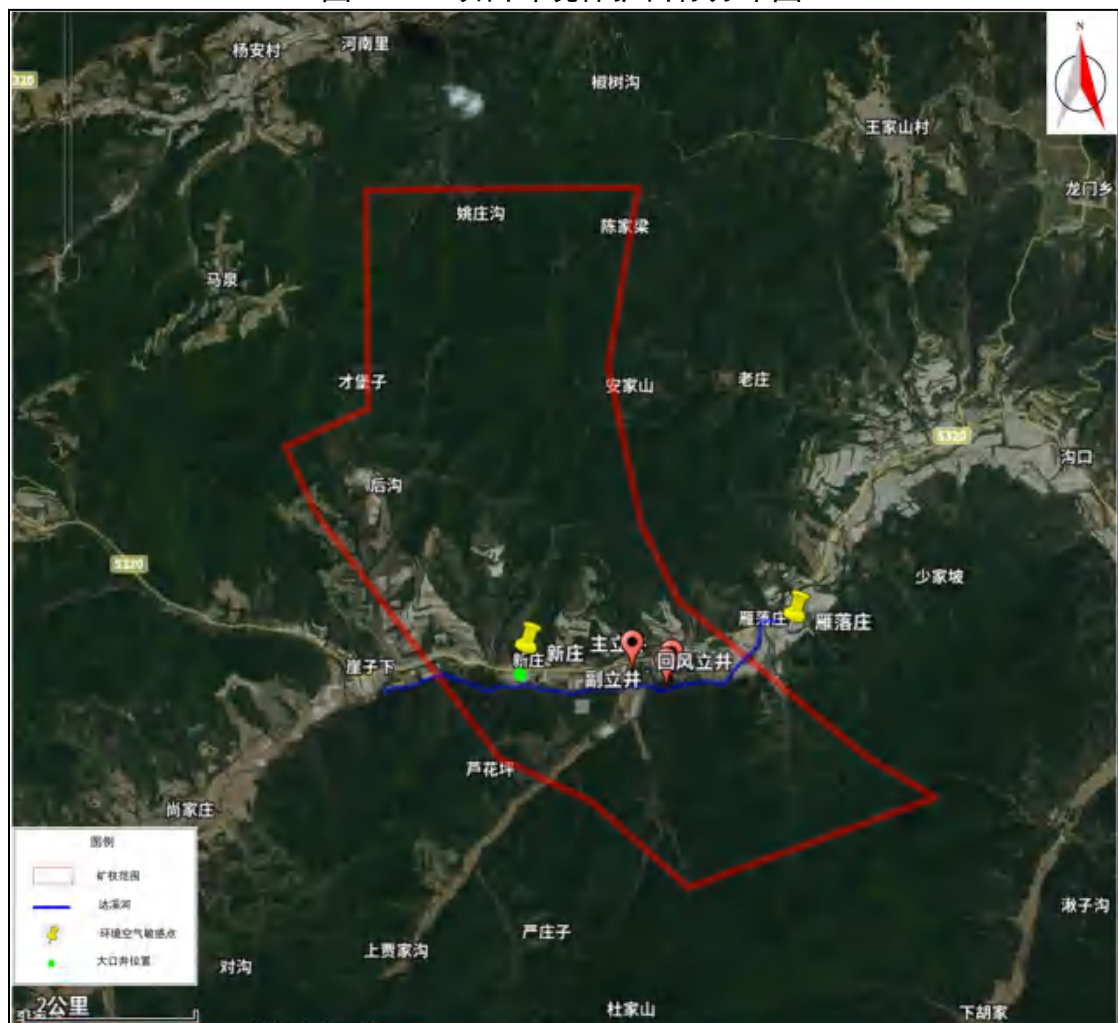 N
杨安村
河南里
S320
椒树沟
王家山村
龙门乡
姚庄沟
陈家梁
马泉
才堡子
安家山
老庄
S320
沟口
后沟
S320
少家坡
雁落庄
雁落庄
新庄
新庄
主立
回风立井
副立井
崖子下
芦花坪
尚家庄
图例
矿权范围
达溪河
环境空气敏感点
大口井位置
湫子沟
严庄子
上贾家沟
对沟
2公里
杜家山
下胡家